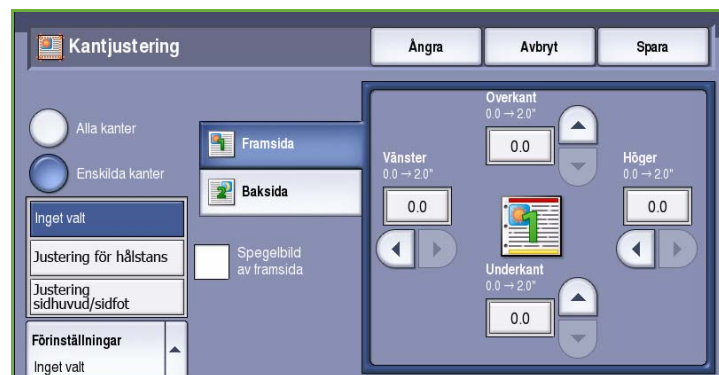 Kantjustering
Ångra
Avbryt
Spara
Alla kanter
Enskilda kanter
Inget valt
Justering för hålstans
Justering
sidhuvud/sidfot
Förinställningar
Inget valt
Framsida
Baksida
Spegelbild
av framsida
Overkant
0.0 → 2.0"
0.0
Vänster
0.0 → 2.0"
0.0
Höger
0.0 → 2.0"
0.0
Underkant
0.0 → 2.0"
0.0